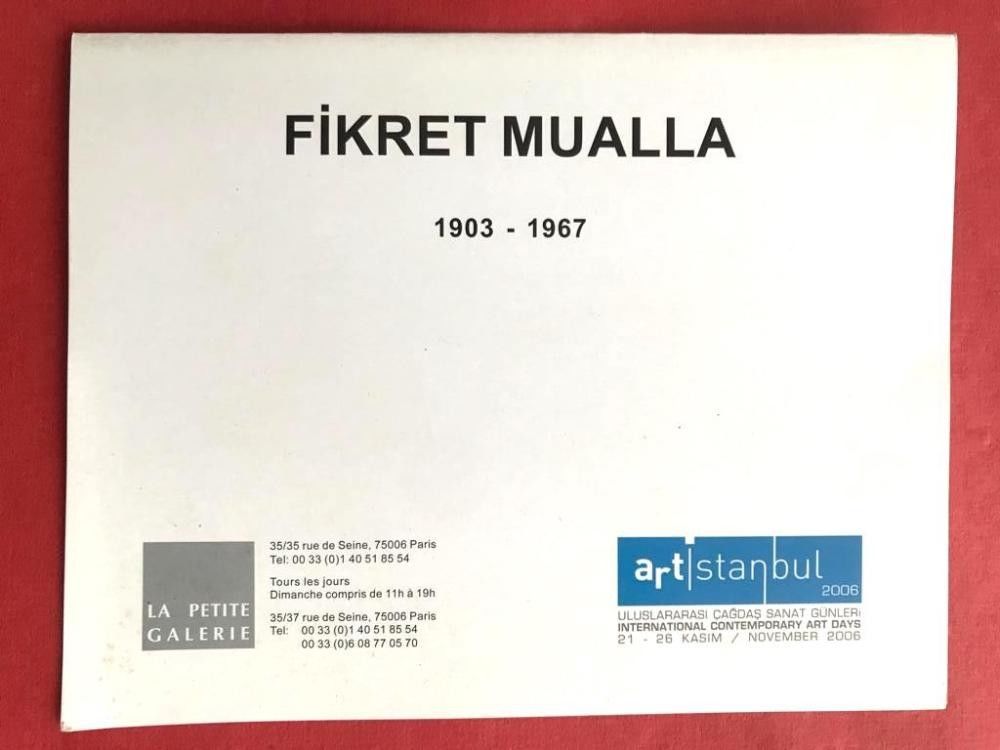 FİKRET MUALLA
1903 - 1967
LA PETITE
GALERIE
35/35 rue de Seine, 75006 Paris
Tel: 00 33 (0)1 40 51 85 54
Tours les jours
Dimanche compris de 11h à 19h
35/37 rue de Seine, 75006 Paris
Tel: 00 33 (0)1 40 51 85 54
00 33 (0)6 08 77 05 70
artistanbul
2006
ULUSLARARASI ÇAĞDAŞ SANAT GÜNLERİ
INTERNATIONAL CONTEMPORARY ART DAYS
21 - 26 KASIM / NOVEMBER 2006